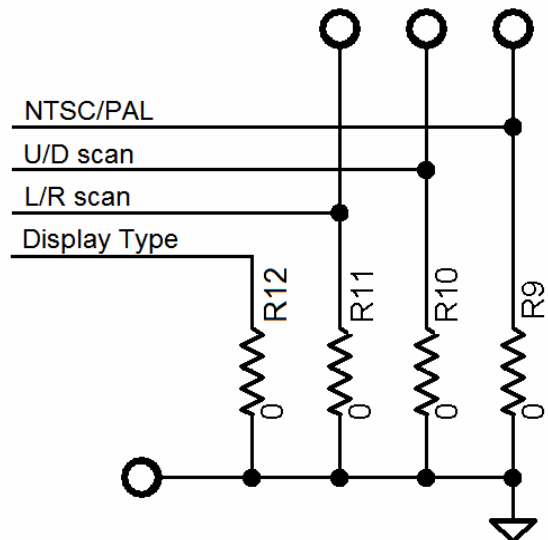 NTSC/PAL
U/D scan
L/R scan
Display Type
R12
R11
R10
R9
0
0
0
0